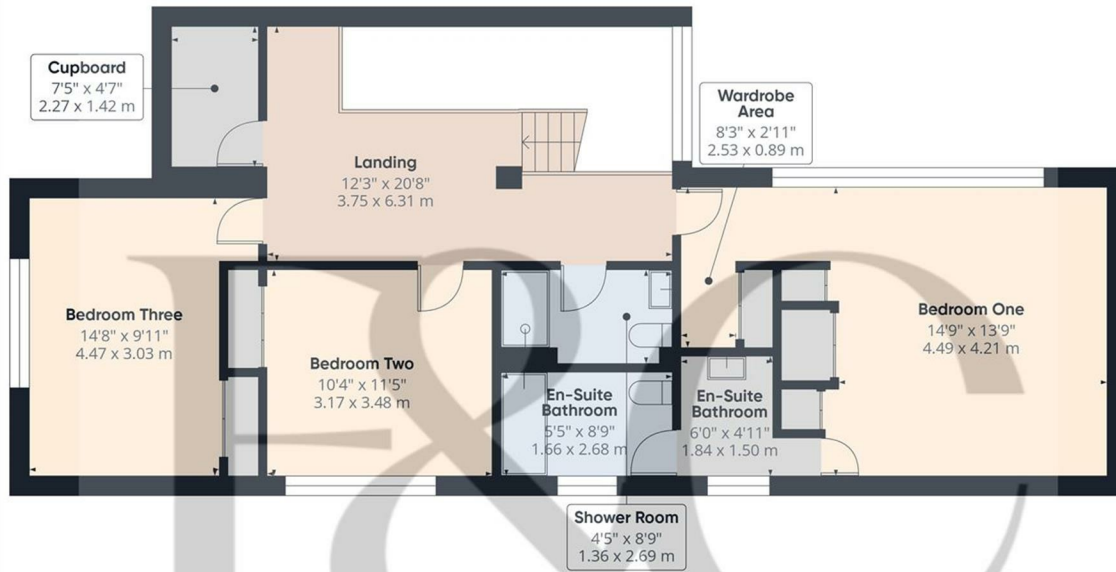 Cupboard
7'5" x 4'7"
2.27 x 1.42 m
Wardrobe
Area
8'3" x 2'11"
2.53 x 0.89 m
Landing
12'3" x 20'8"
3.75 x 6.31 m
Bedroom Three
14'8" x 9'11"
4.47 x 3.03 m
Bedroom One
14'9" x 13'9"
4.49 x 4.21 m
Bedroom Two
10'4" x 11'5"
3.17 x 3.48 m
En-Suite
Bathroom
5'5" x 8'9"
1.66 x 2.68 m
En-Suite
Bathroom
6'0" x 4'11"
1.84 x 1.50 m
Shower Room
4'5" x 8'9"
1.36 x 2.69 m
F&C